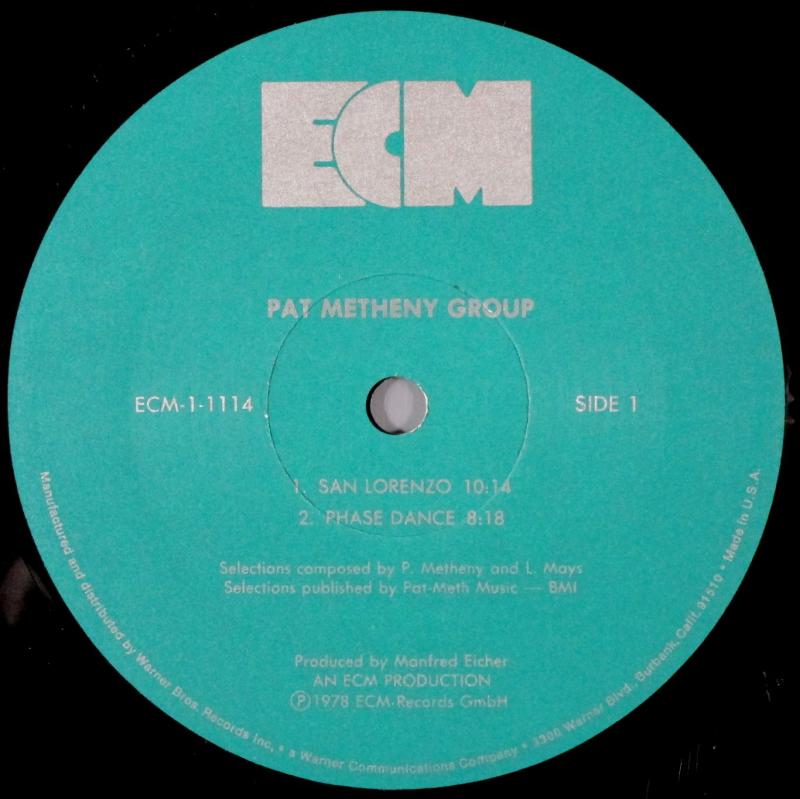 ECM
PAT METHENY GROUP
ECM-1-1114
SIDE 1
1. SAN LORENZO 10:14
2. PHASE DANCE 8:18
Selections composed by P. Metheny and L. Mays
Selections published by Pat-Meth Music — BMI
Produced by Manfred Eicher
AN ECM PRODUCTION
Ⓟ1978 ECM-Records GmbH
Manufactured and distributed by Warner Bros. Records Inc. • a Warner Communications Company • 3300 Warner Blvd., Burbank, Calif. 91510 • Made in U.S.A.